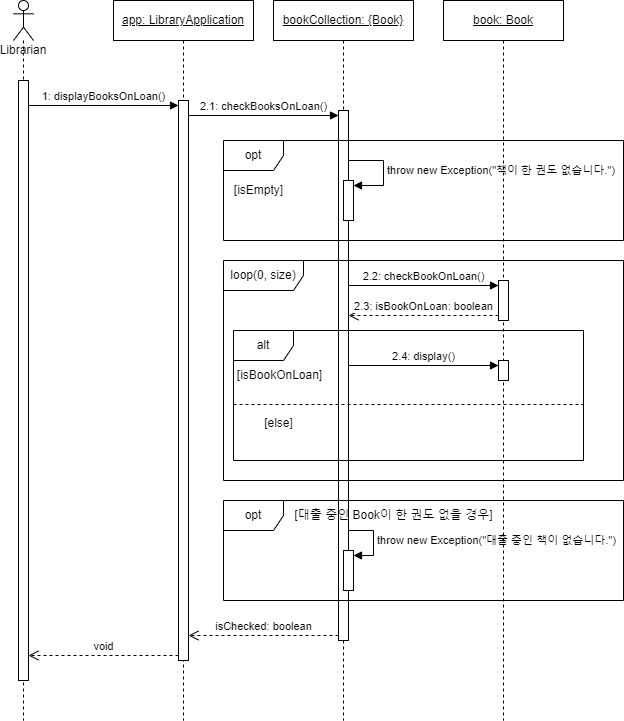 Librarian
app: LibraryApplication
bookCollection: {Book}
book: Book
1: displayBooksOnLoan()
2.1: checkBooksOnLoan()
opt
[isEmpty]
throw new Exception("책이 한 권도 없습니다.")
loop(0, size)
2.2: checkBookOnLoan()
2.3: isBookOnLoan: boolean
alt
[isBookOnLoan]
2.4: display()
[else]
opt
[대출 중인 Book이 한 권도 없을 경우]
throw new Exception("대출 중인 책이 없습니다.")
isChecked: boolean
void